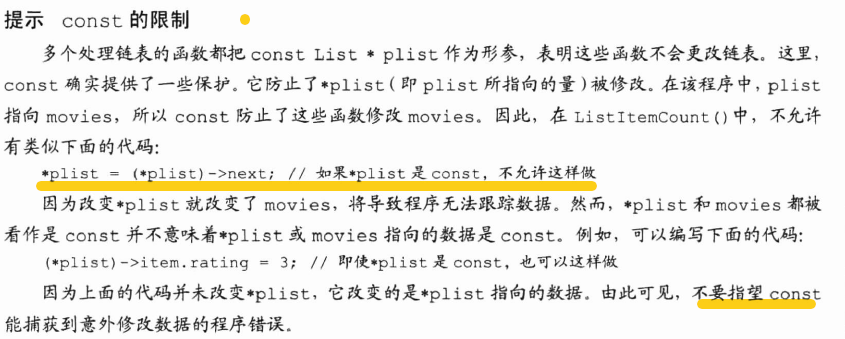 提示 const 的限制
多个处理链表的函数都把 const List * plist 作为形参，表明这些函数不会更改链表。这里，
const 确实提供了一些保护。它防止了*plist（即 plist 所指向的量）被修改。在该程序中，plist
指向 movies，所以 const 防止了这些函数修改 movies。因此，在 ListItemCount()中，不允许
有类似下面的代码：
*plist = (*plist)->next; // 如果*plist 是 const，不允许这样做
因为改变*plist 就改变了 movies，将导致程序无法跟踪数据。然而，*plist 和 movies 都被
看作是 const 并不意味着*plist 或 movies 指向的数据是 const。例如，可以编写下面的代码：
(*plist)->item.rating = 3; // 即使*plist 是 const，也可以这样做
因为上面的代码并未改变*plist，它改变的是*plist 指向的数据。由此可见，不要指望 const
能捕获到意外修改数据的程序错误。